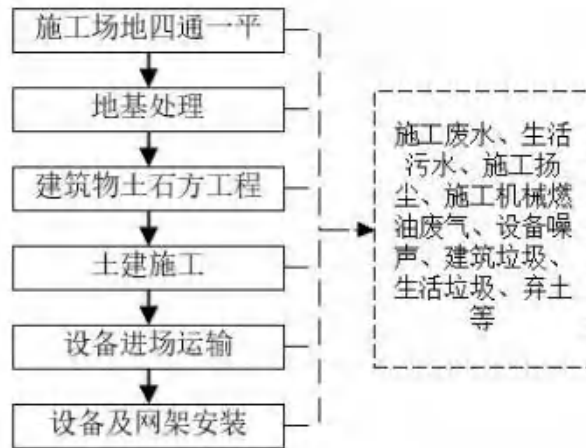 施工场地四通一平
地基处理
建筑物土石方工程
土建施工
设备进场运输
设备及网架安装
施工废水、生活
污水、施工扬
尘、施工机械燃
油废气、设备噪
声、建筑垃圾、
生活垃圾、弃土
等